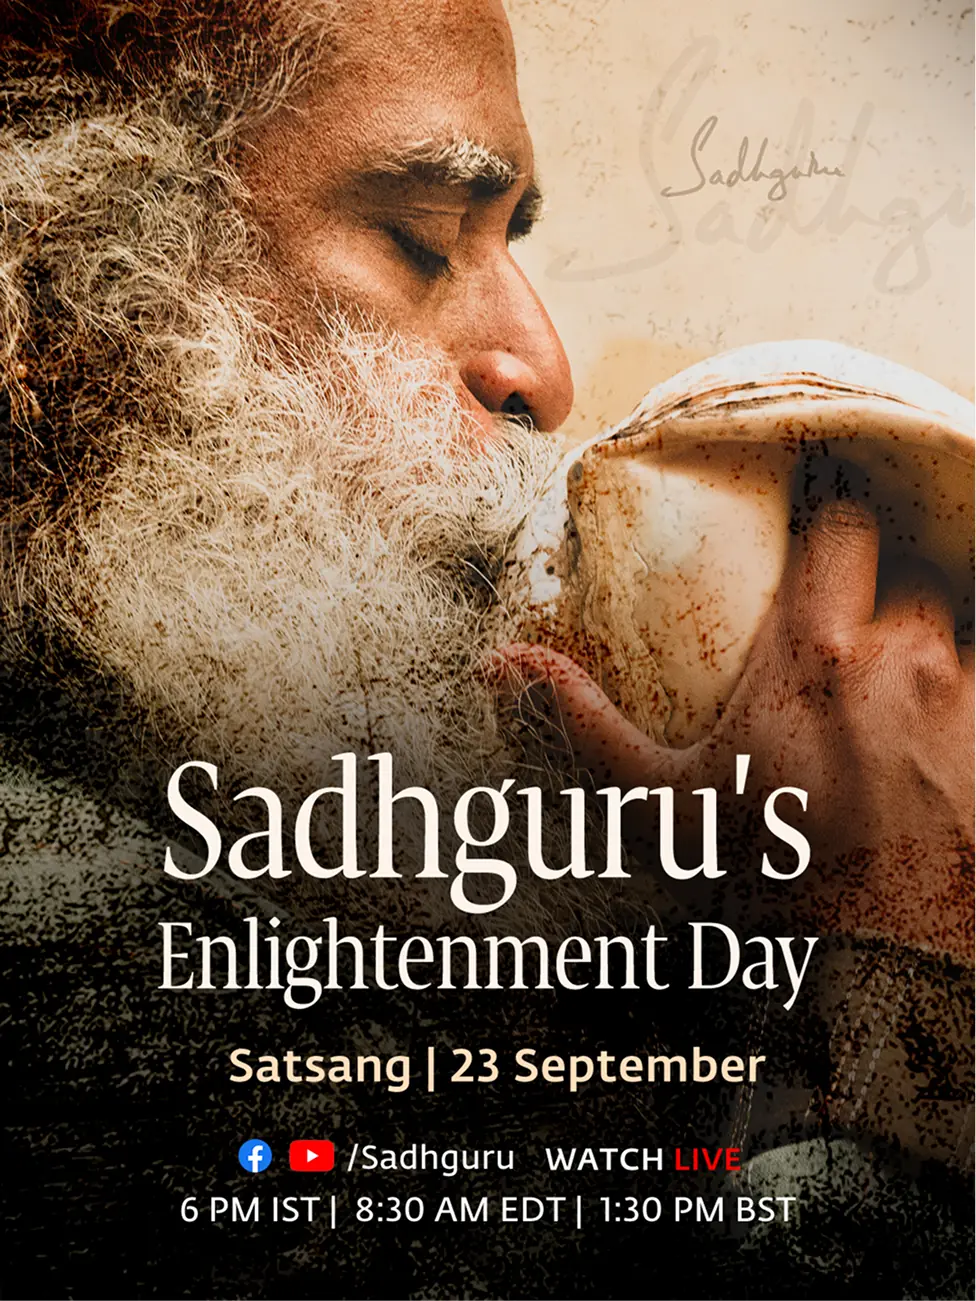 Sadhguru
Sadhgu
Sadhguru's
Enlightenment Day
Satsang | 23 September
/Sadhguru WATCH LIVE
6 PM IST | 8:30 AM EDT | 1:30 PM BST